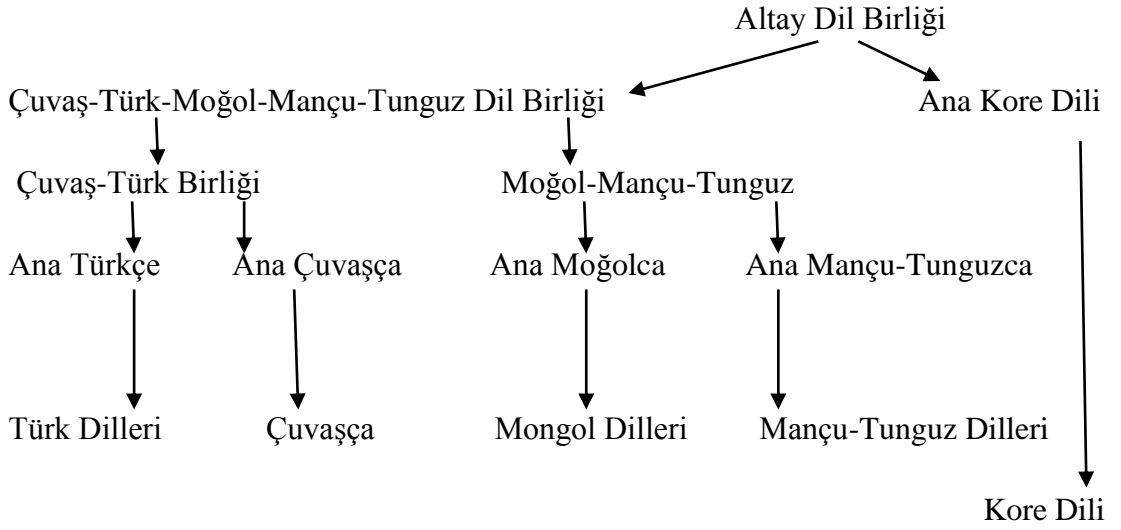 Altay Dil Birliği
Çuvaş-Türk-Moğol-Mançu-Tunguz Dil Birliği Ana Kore Dili
Çuvaş-Türk Birliği Moğol-Mançu-Tunguz
Ana Türkçe Ana Çuvaşça Ana Moğolca Ana Mançu-Tunguzca
Türk Dilleri Çuvaşça Mongol Dilleri Mançu-Tunguz Dilleri
Kore Dili